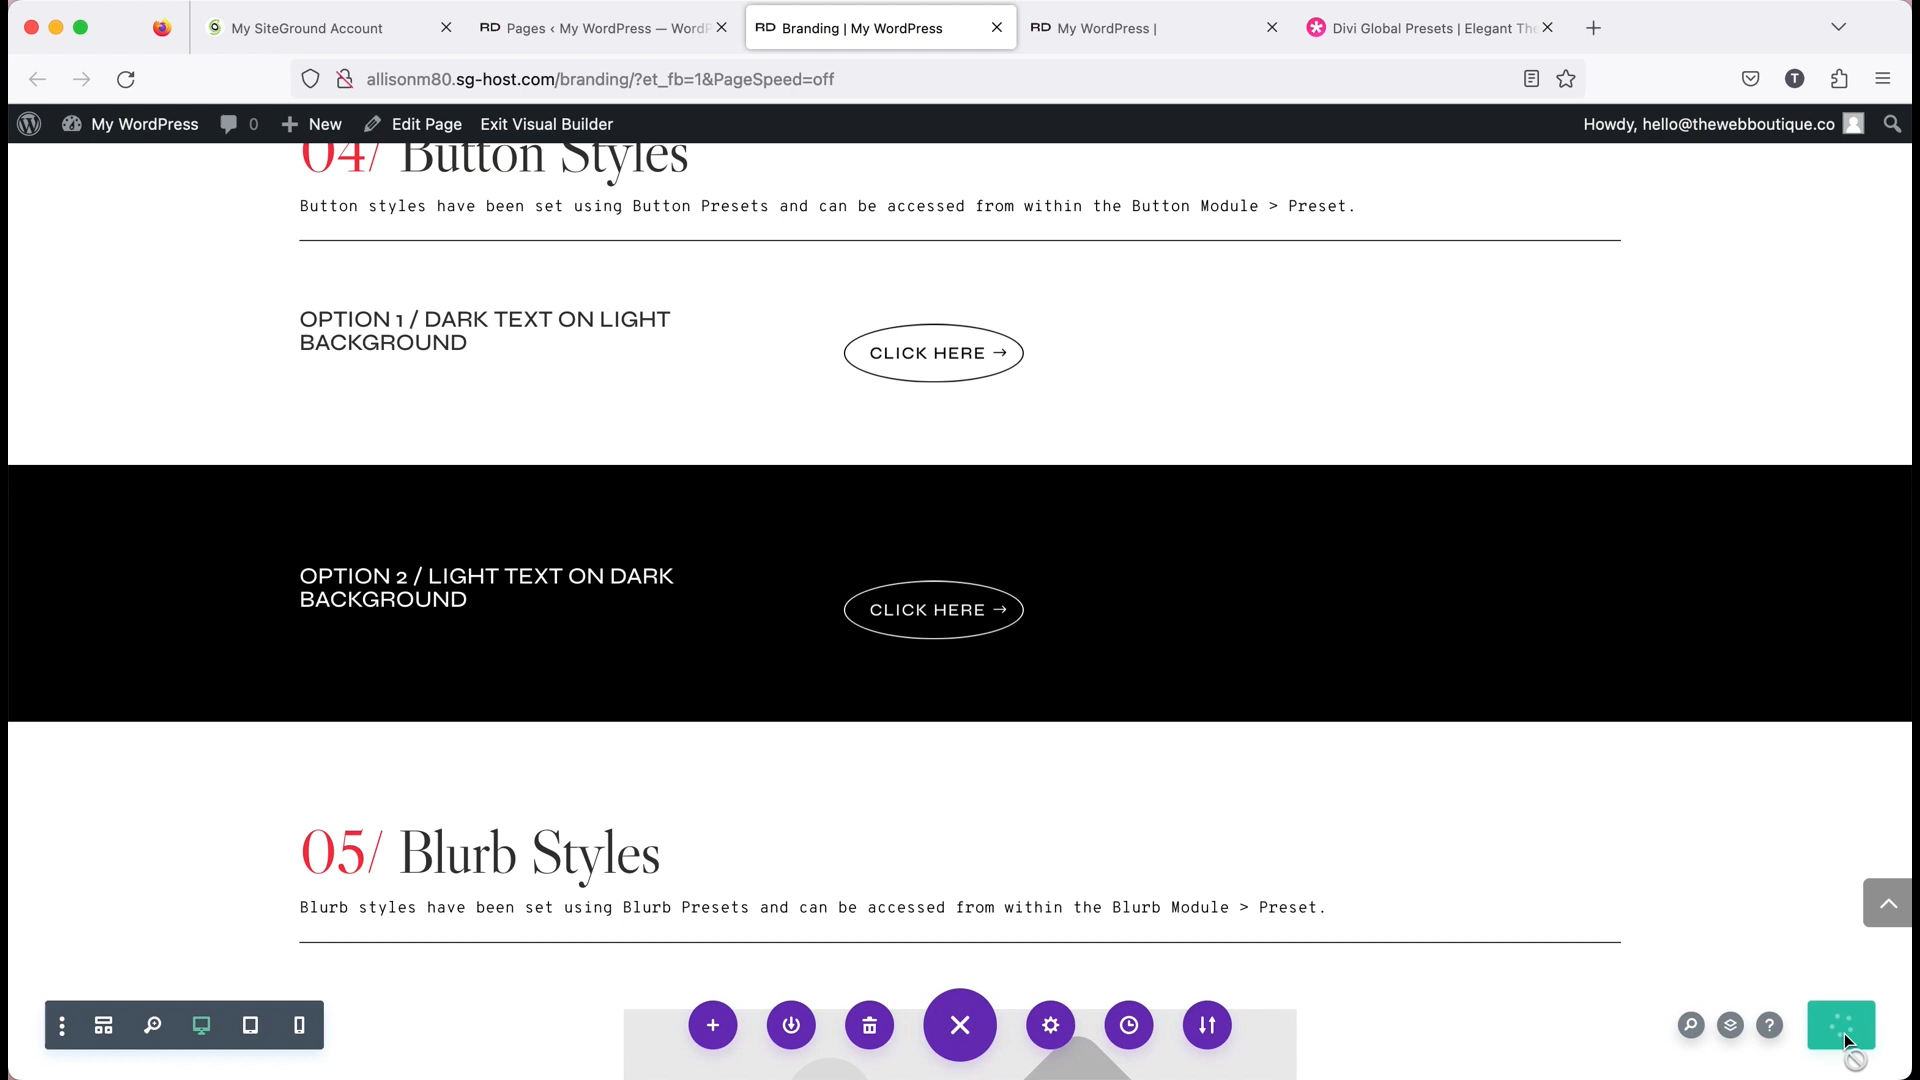 My SiteGround Account
RD Pages ‹ My WordPress — WordP
RD Branding | My WordPress
RD My WordPress |
Divi Global Presets | Elegant The
allisonm80.sg-host.com/branding/?et_fb=1&PageSpeed=off
T
My WordPress 0 New Edit Page Exit Visual Builder Howdy, hello@thewebboutique.co
04/ Button Styles
Button styles have been set using Button Presets and can be accessed from within the Button Module > Preset.
OPTION 1 / DARK TEXT ON LIGHT
BACKGROUND
CLICK HERE →
OPTION 2 / LIGHT TEXT ON DARK
BACKGROUND
CLICK HERE →
05/ Blurb Styles
Blurb styles have been set using Blurb Presets and can be accessed from within the Blurb Module > Preset.
?